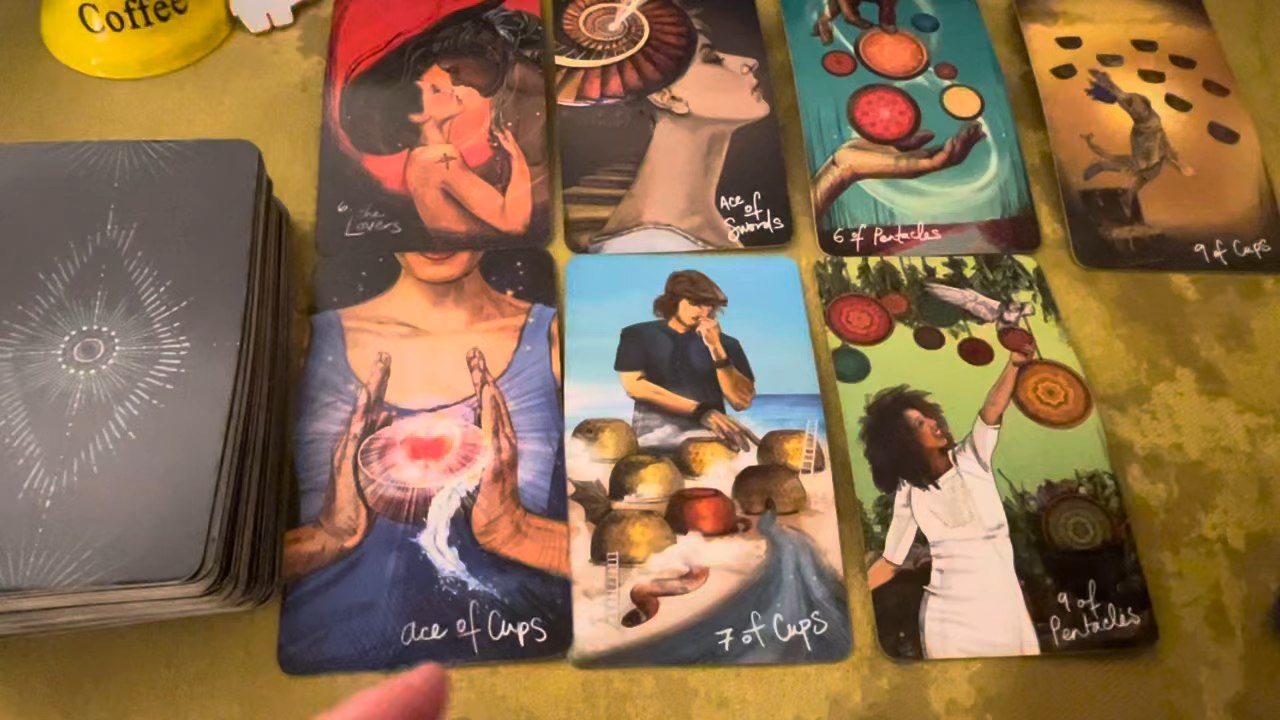 Coffee
6. The
Lovers
Ace
of
Swords
6 of Pentacles
9 of Cups
ace of Cups
7 of Cups
9 of
Pentacles